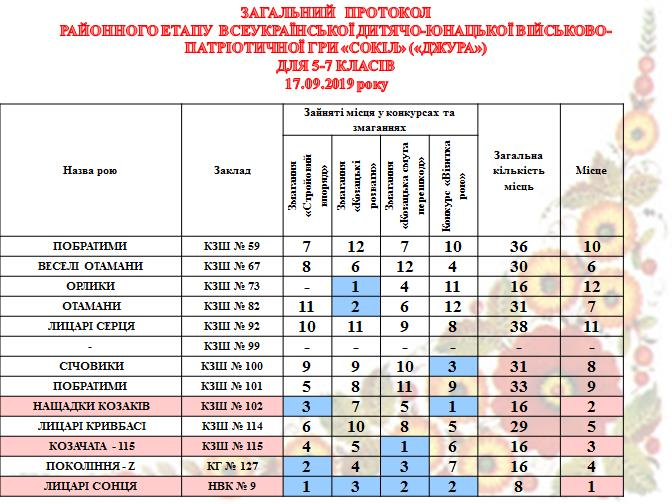 ЗАГАЛЬНИЙ ПРОТОКОЛ
РАЙОННОГО ЕТАПУ ВСЕУКРАЇНСЬКОЇ ДИТЯЧО-ЮНАЦЬКОЇ ВІЙСЬКОВО-
ПАТРІОТИЧНОЇ ГРИ «СОКІЛ» («ДЖУРА»)
ДЛЯ 5-7 КЛАСІВ
17.09.2019 року
Назва рою Заклад Зайняті місця у конкурсах та змаганнях Загальна кількість місць Місце
Змагання «Стройовий впоряд» Змагання «Козацькі розваги» Змагання «Козацька смуга перешкод» Конкурс «Візитка рою»
ПОБРАТИМИ КЗШ № 59 7 12 7 10 36 10
ВЕСЕЛІ ОТАМАНИ КЗШ № 67 8 6 12 4 30 6
ОРЛИКИ КЗШ № 73 - 1 4 11 16 12
ОТАМАНИ КЗШ № 82 11 2 6 12 31 7
ЛИЦАРІ СЕРЦЯ КЗШ № 92 10 11 9 8 38 11
- КЗШ № 99 - - - - - -
СІЧОВИКИ КЗШ № 100 9 9 10 3 31 8
ПОБРАТИМИ КЗШ № 101 5 8 11 9 33 9
НАЩАДКИ КОЗАКІВ КЗШ № 102 3 7 5 1 16 2
ЛИЦАРІ КРИВБАСІ КЗШ № 114 6 10 8 5 29 5
КОЗАЧАТА - 115 КЗШ № 115 4 5 1 6 16 3
ПОКОЛІННЯ - Z КГ № 127 2 4 3 7 16 4
ЛИЦАРІ СОНЦЯ НВК № 9 1 3 2 2 8 1